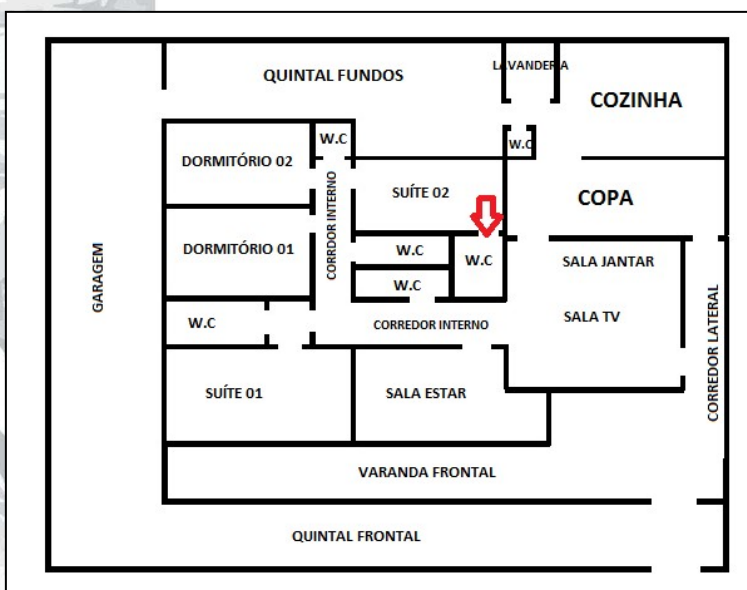 QUINTAL FUNDOS
LAVANDERIA
COZINHA
W.C
W.C
DORMITÓRIO 02
SUÍTE 02
COPA
CORRDOR INTERNO
DORMITÓRIO 01
W.C
W.C
SALA JANTAR
GARAGEM
W.C
W.C
CORREDOR INTERNO
SALA TV
CORREDOR LATERAL
SUÍTE 01
SALA ESTAR
VARANDA FRONTAL
QUINTAL FRONTAL